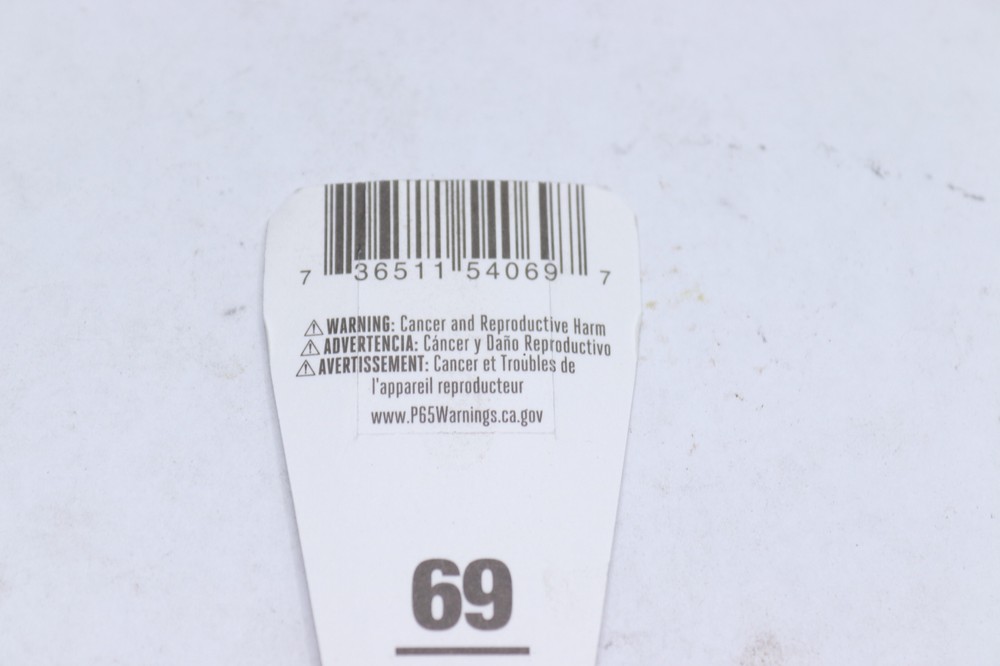 7 36511 54069 7
⚠ WARNING: Cancer and Reproductive Harm
⚠ ADVERTENCIA: Cáncer y Daño Reproductivo
⚠ AVERTISSEMENT: Cancer et Troubles de
l'appareil reproducteur
www.P65Warnings.ca.gov
69